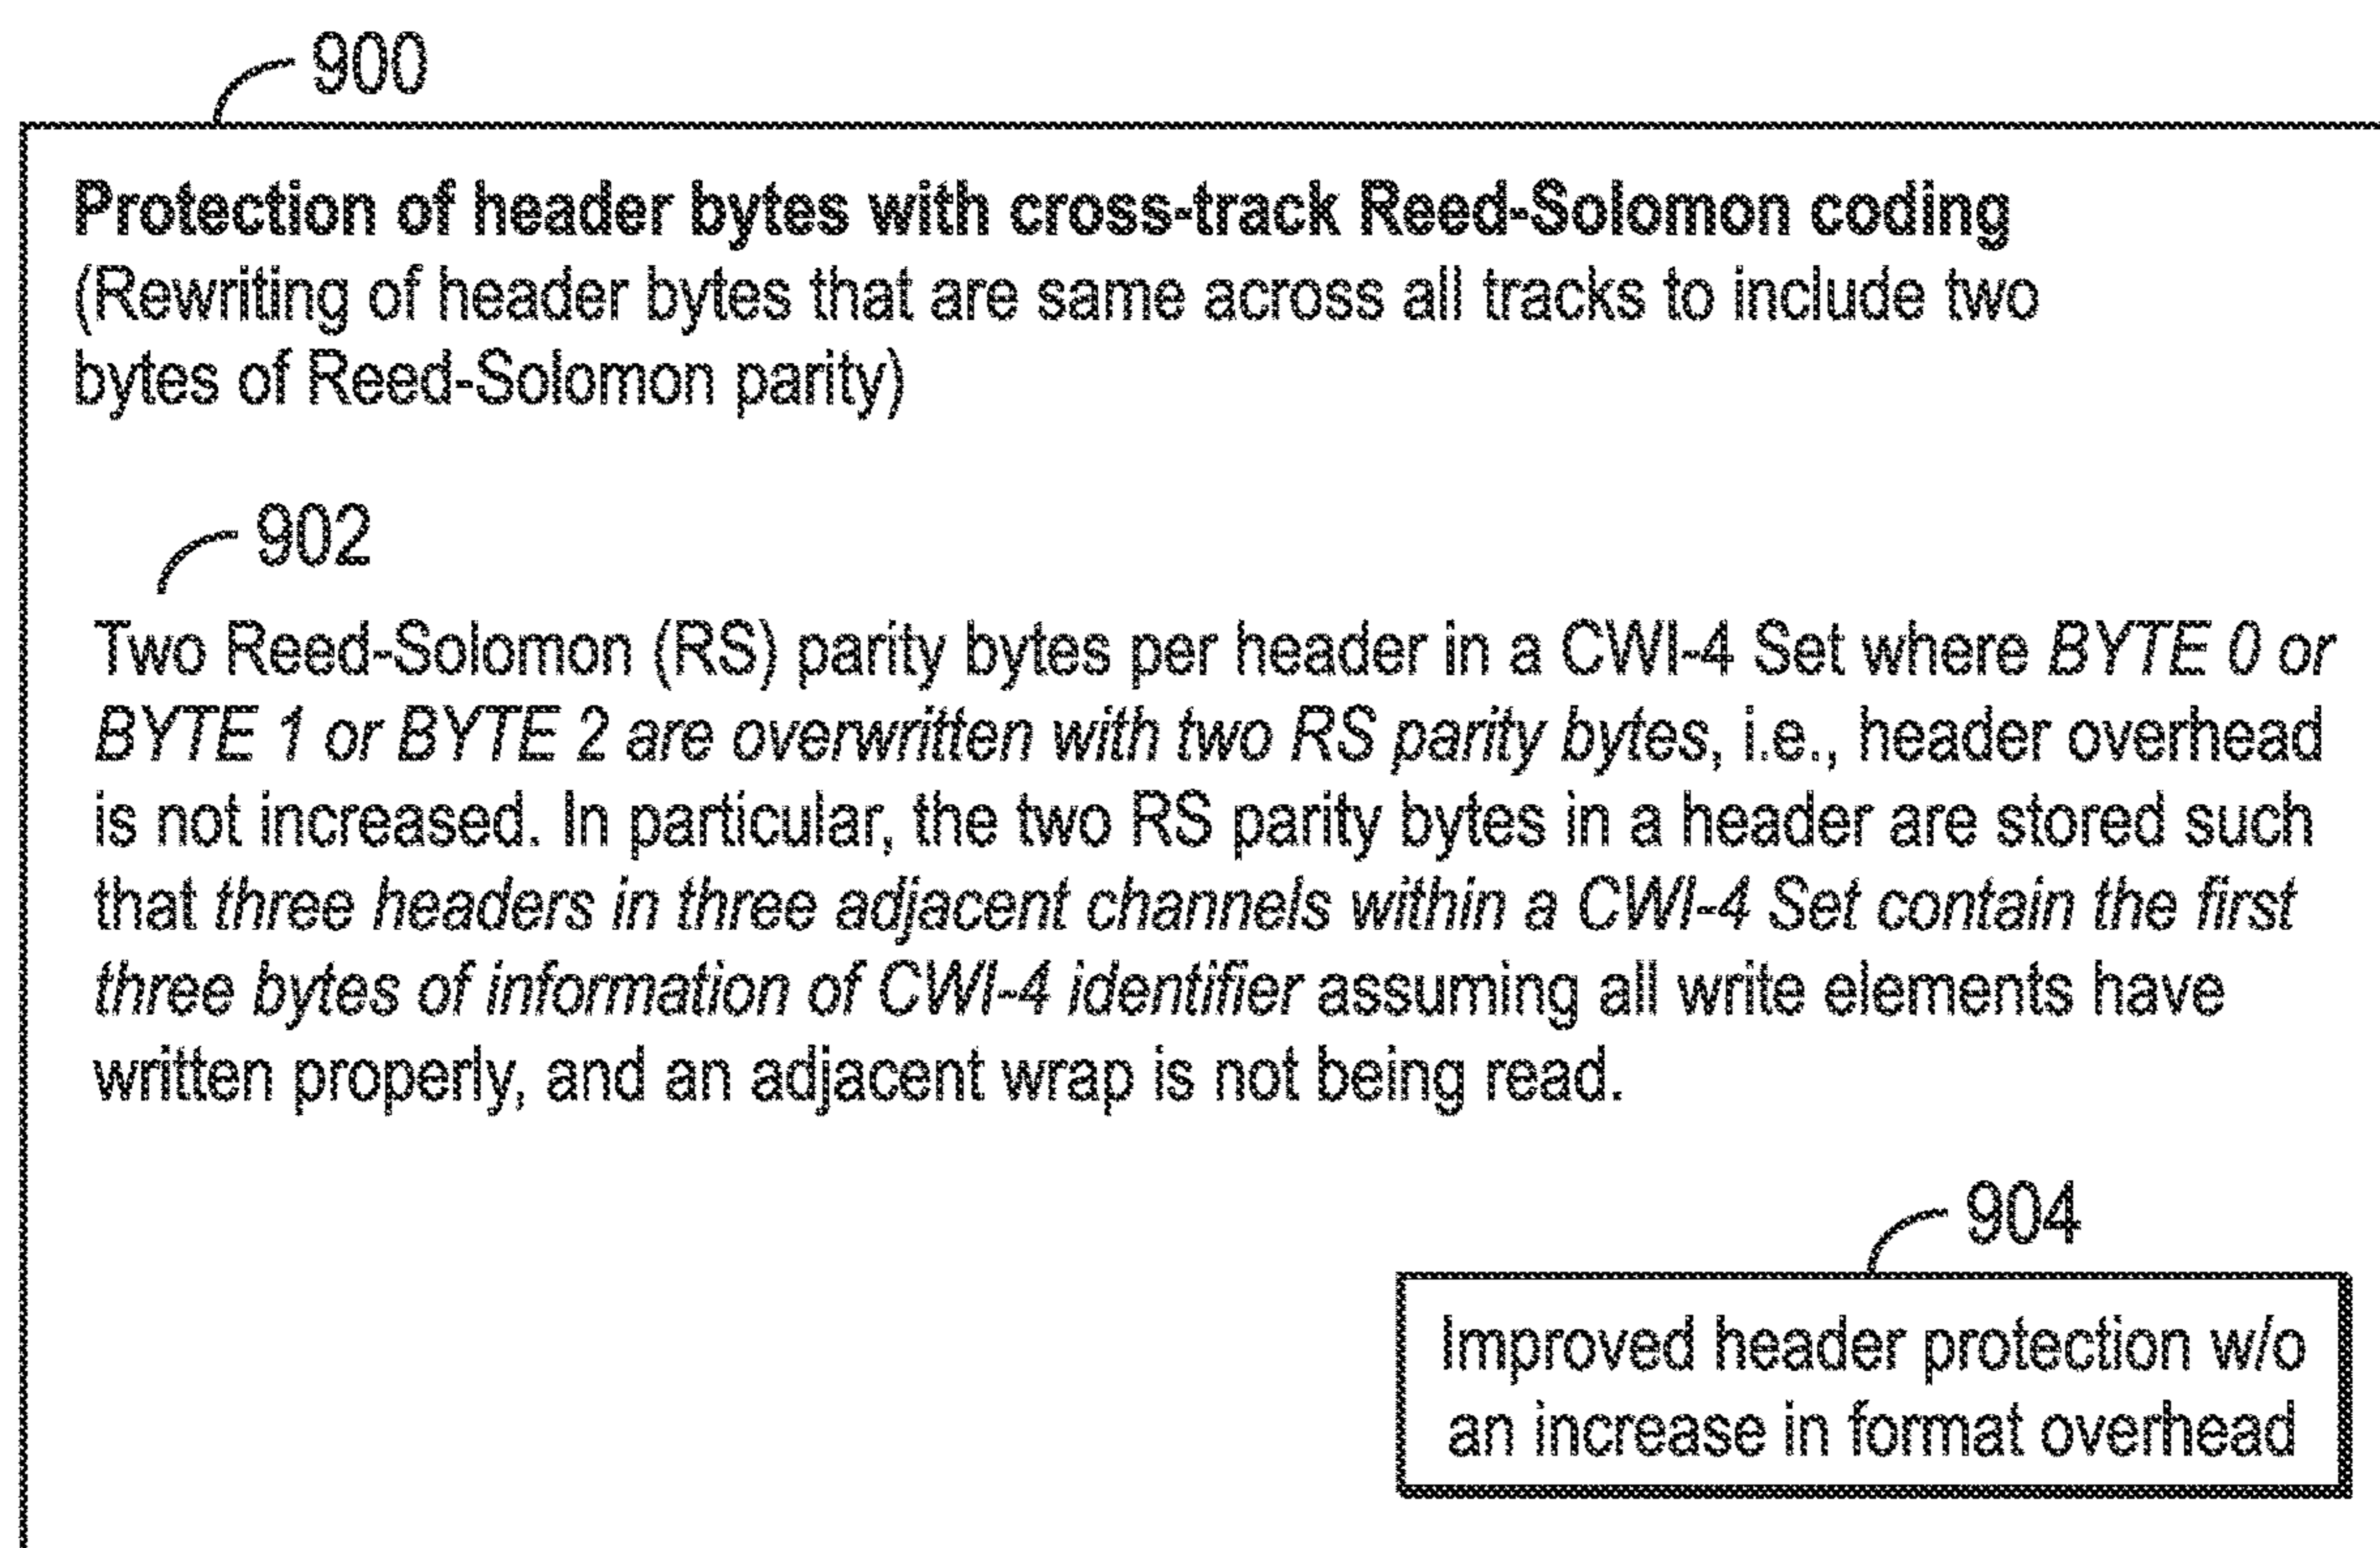 900
Protection of header bytes with cross-track Reed-Solomon coding
(Rewriting of header bytes that are same across all tracks to include two
bytes of Reed-Solomon parity)
902
Two Reed-Solomon (RS) parity bytes per header in a CWI-4 Set where BYTE 0 or
BYTE 1 or BYTE 2 are overwritten with two RS parity bytes, i.e., header overhead
is not increased. In particular, the two RS parity bytes in a header are stored such
that three headers in three adjacent channels within a CWI-4 Set contain the first
three bytes of information of CWI-4 identifier assuming all write elements have
written properly, and an adjacent wrap is not being read.
904
Improved header protection w/o
an increase in format overhead